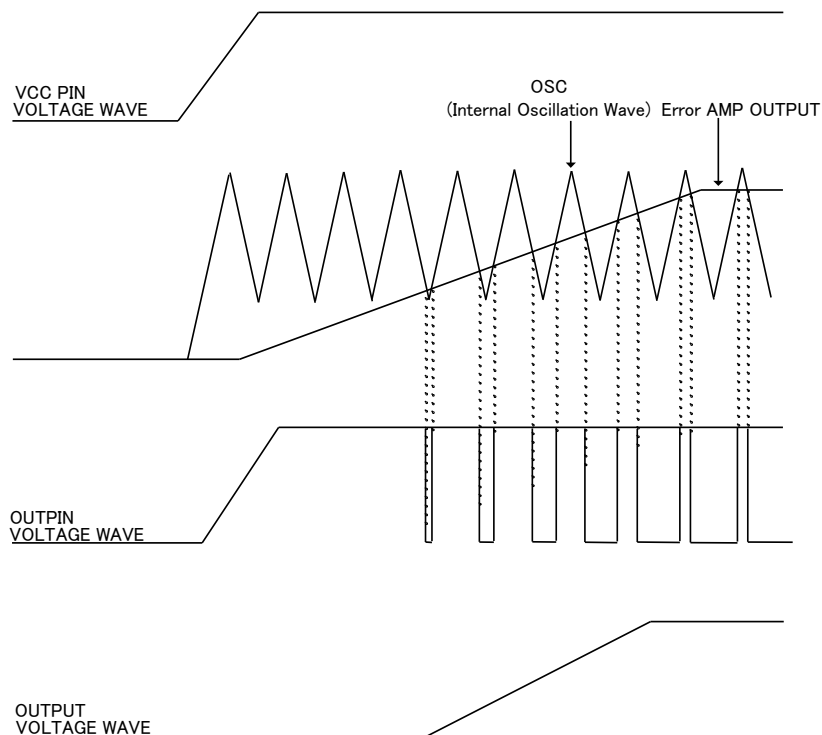 VCC PIN
VOLTAGE WAVE
OSC
(Internal Oscillation Wave) Error AMP OUTPUT
OUTPIN
VOLTAGE WAVE
OUTPUT
VOLTAGE WAVE